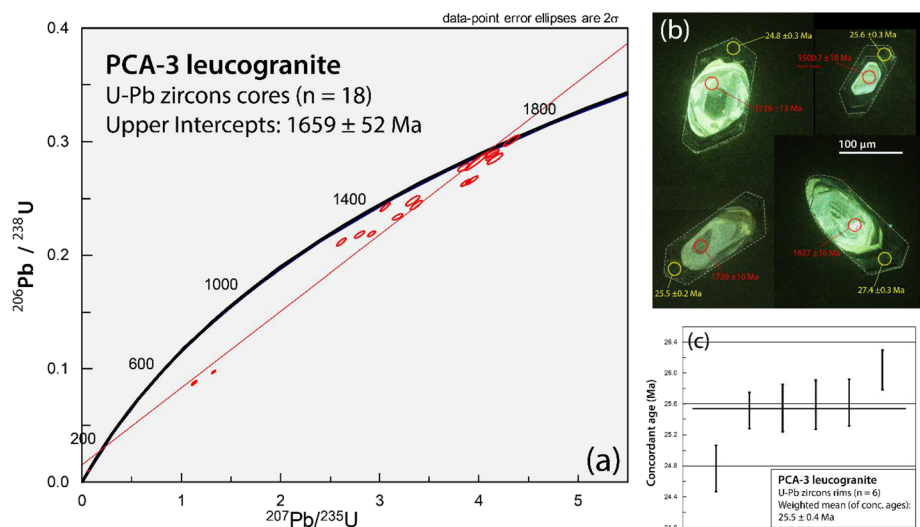 data-point error ellipses are 2σ
PCA-3 leucogranite
U-Pb zircons cores (n = 18)
Upper Intercepts: 1659 ± 52 Ma
0.4
0.3
0.2
0.1
0.0
206Pb / 238U
200
600
1000
1400
1800
(a)
0
1
2
3
4
5
207Pb/235U
(b)
24.8 ±0.3 Ma
1726 ±13 Ma
25.6 ±0.3 Ma
1500.7 ±18 Ma
100 µm
1739 ±10 Ma
25.5 ±0.2 Ma
1637 ±16 Ma
27.4 ±0.3 Ma
(c)
Concordant age (Ma)
26.4
26.0
25.6
25.2
24.8
24.4
24.0
PCA-3 leucogranite
U-Pb zircons rims (n = 6)
Weighted mean (of conc. ages):
25.5 ± 0.4 Ma